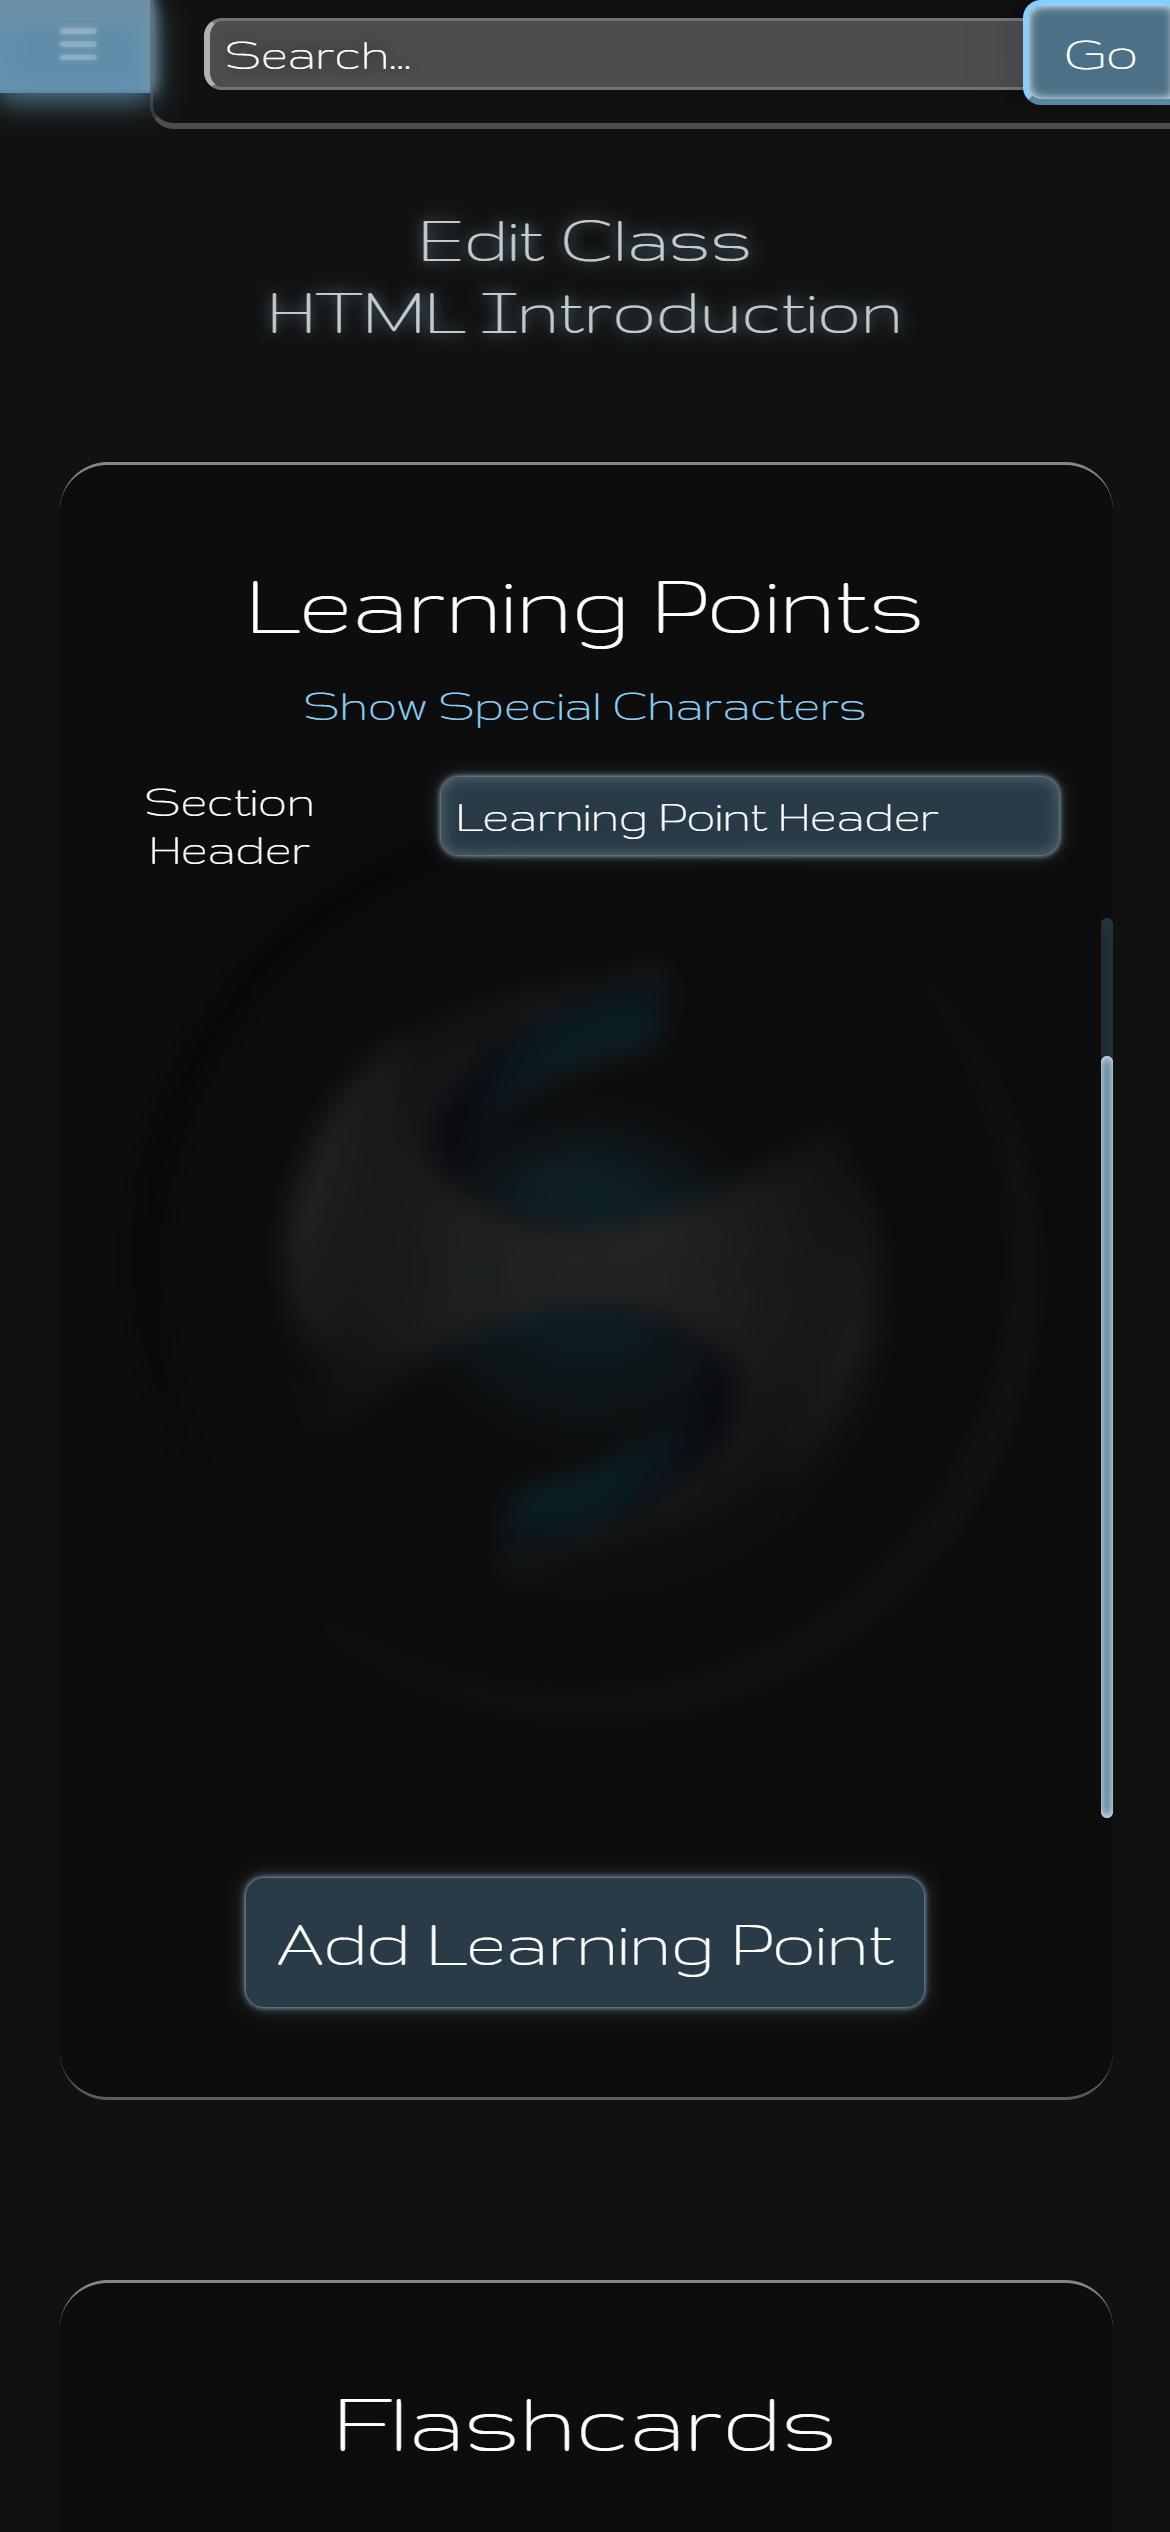 Search...
Go
Edit Class
HTML Introduction
Learning Points
Show Special Characters
Section
Header
Learning Point Header
Add Learning Point
Flashcards